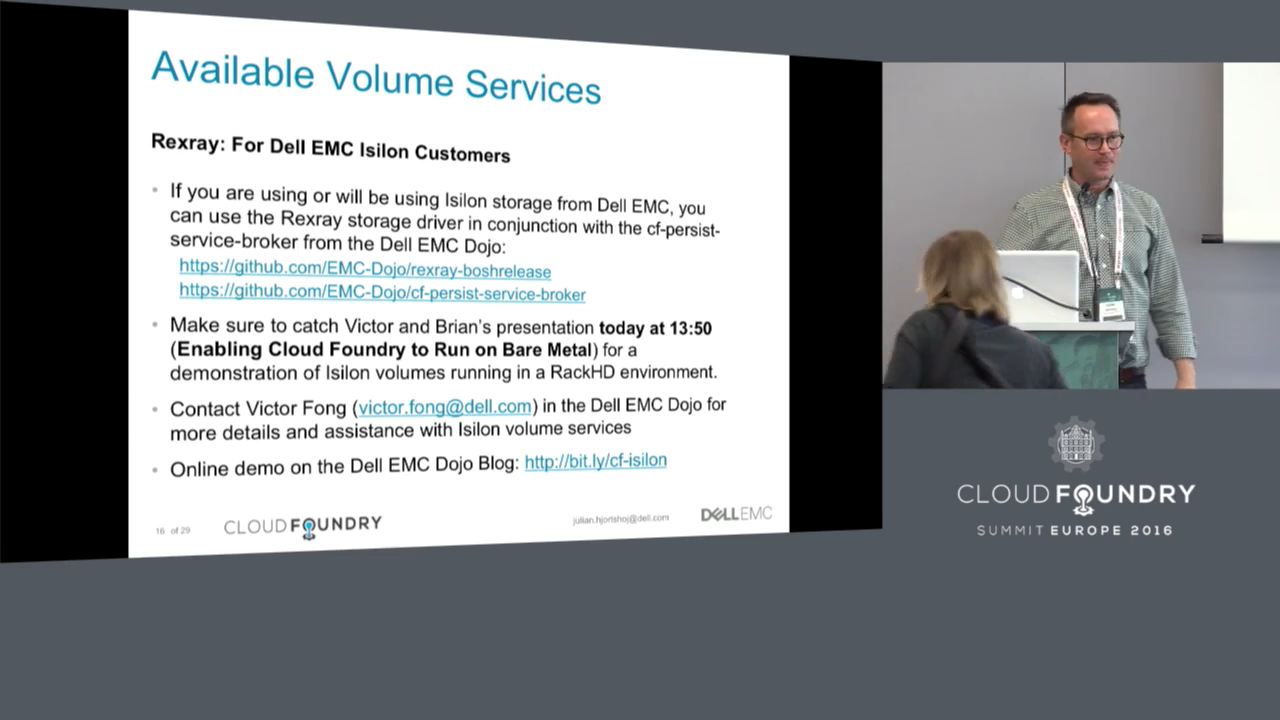 Available Volume Services
Rexray: For Dell EMC Isilon Customers
If you are using or will be using Isilon storage from Dell EMC, you
can use the Rexray storage driver in conjunction with the cf-persist-
service-broker from the Dell EMC Dojo:
https://github.com/EMC-Dojo/rexray-boshrelease
https://github.com/EMC-Dojo/cf-persist-service-broker
Make sure to catch Victor and Brian's presentation today at 13:50
(Enabling Cloud Foundry to Run on Bare Metal) for a
demonstration of Isilon volumes running in a RackHD environment.
Contact Victor Fong (victor.fong@dell.com) in the Dell EMC Dojo for
more details and assistance with Isilon volume services
Online demo on the Dell EMC Dojo Blog: http://bit.ly/cf-isilon
16 of 29
CLOUDFOUNDRY
julian.hjortshoj@dell.com
DELLEMC
CLOUDFOUNDRY
SUMMIT EUROPE 2016